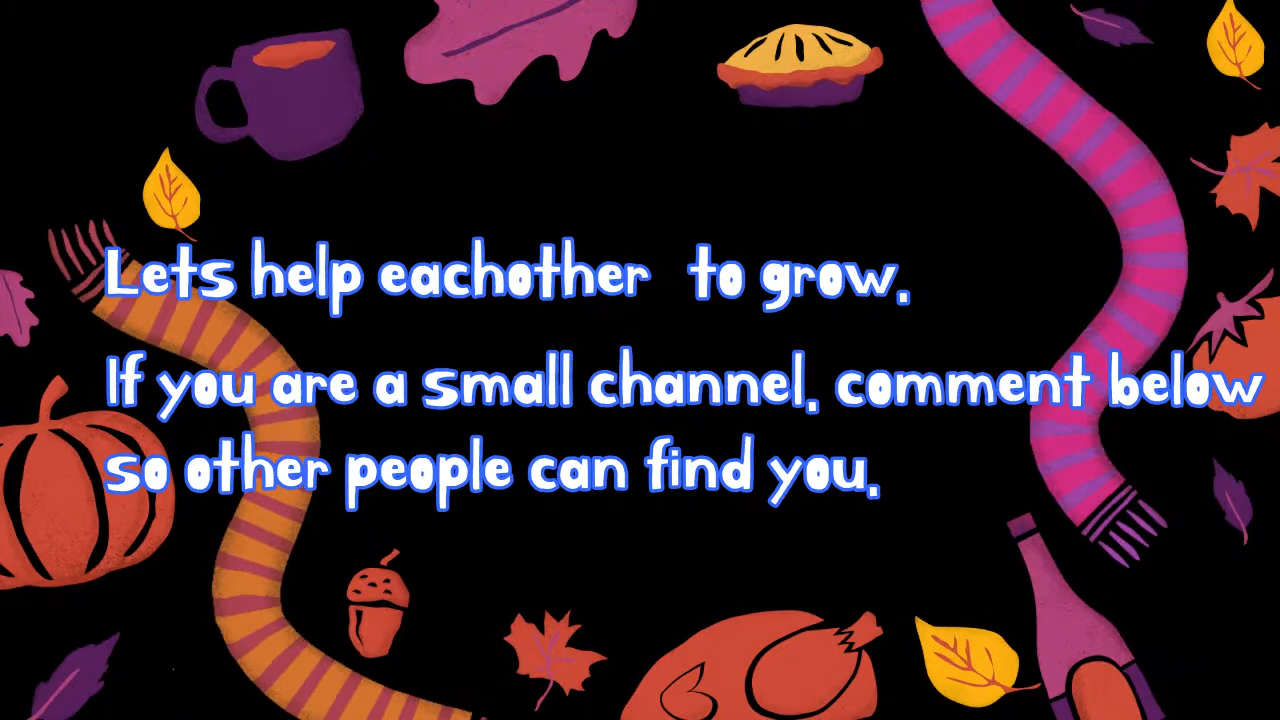 Lets help eachother to grow.
If you are a small channel, comment below
so other people can find you.